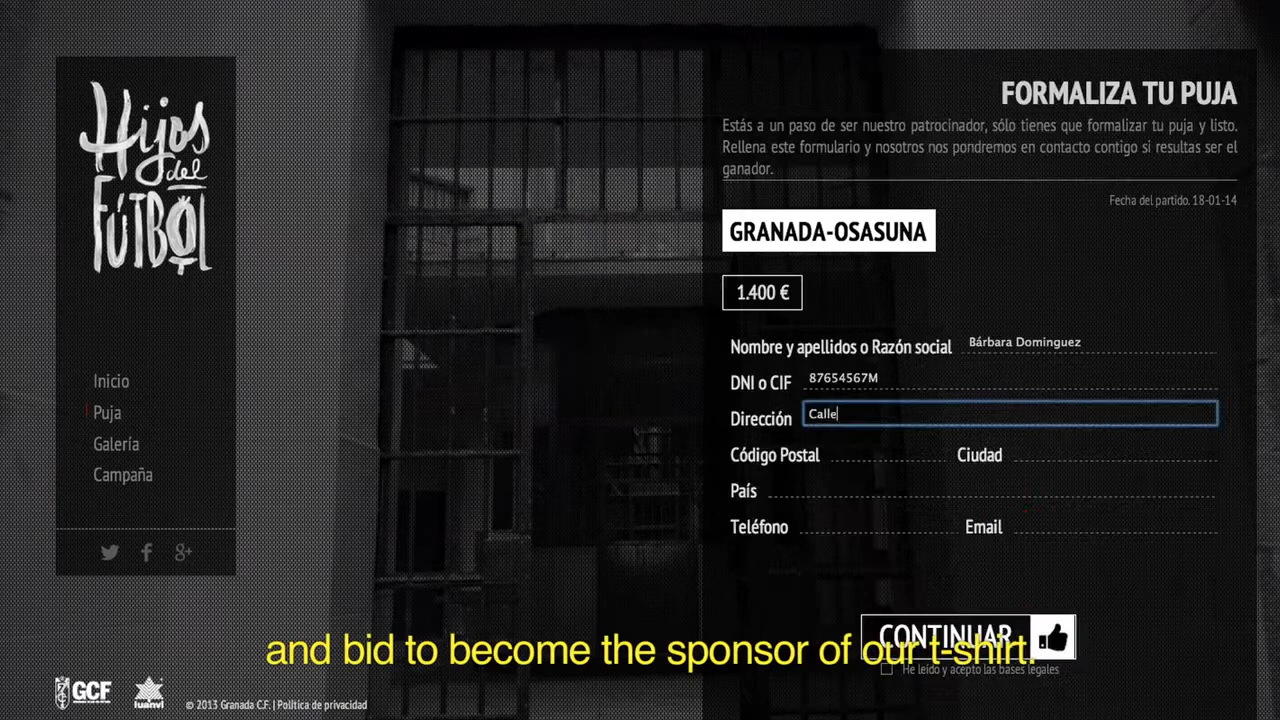 Hijos
del
FÚTBOL
Inicio
Puja
Galería
Campaña
FORMALIZA TU PUJA
Estás a un paso de ser nuestro patrocinador, sólo tienes que formalizar tu puja y listo.
Rellena este formulario y nosotros nos pondremos en contacto contigo si resultas ser el
ganador.
Fecha del partido. 18-01-14
GRANADA-OSASUNA
1.400 €
Nombre y apellidos o Razón social Bárbara Dominguez
DNI o CIF 87654567M
Dirección Calle
Código Postal Ciudad
País
Teléfono Email
CONTINUAR
and bid to become the sponsor of our t-shirt.
He leído y acepto las bases legales
GCF
luanvi
© 2013 Granada C.F. | Política de privacidad